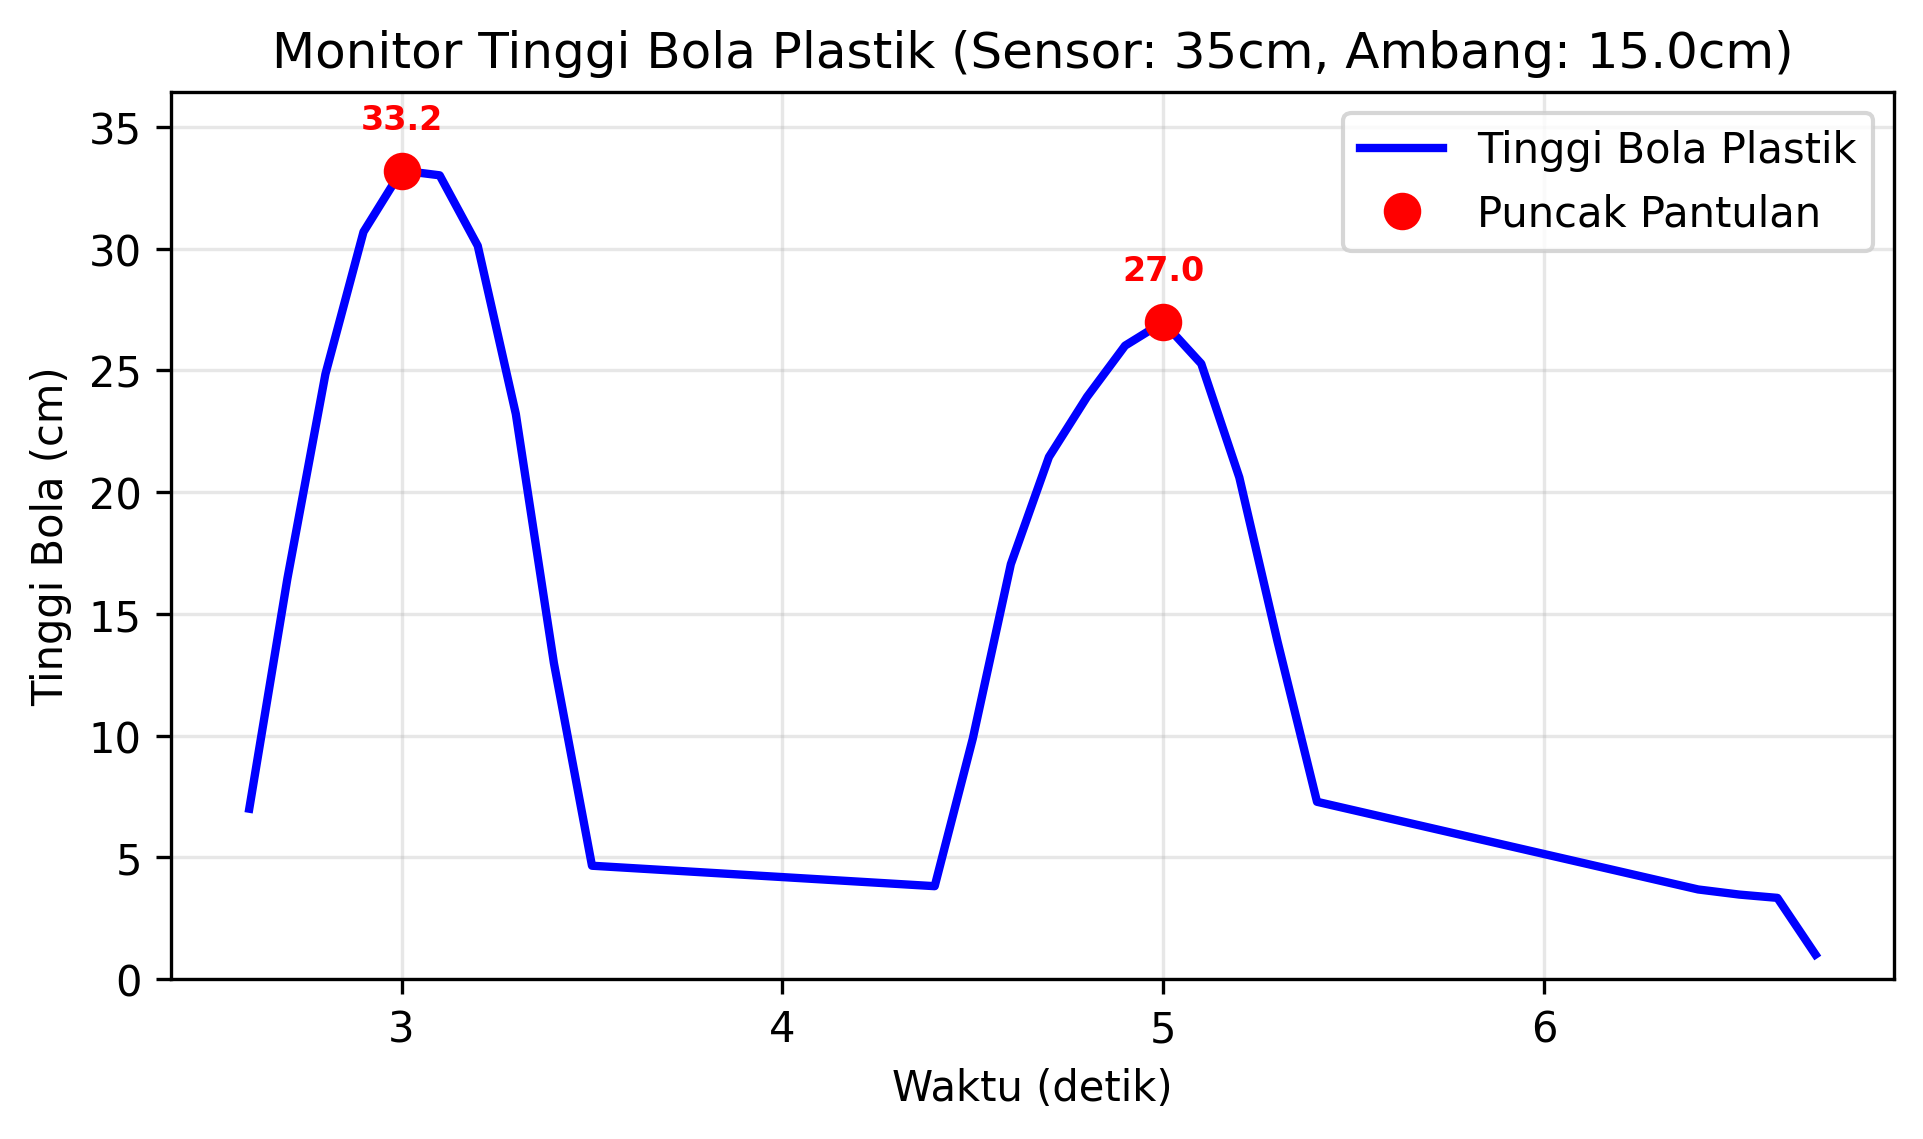 Monitor Tinggi Bola Plastik (Sensor: 35cm, Ambang: 15.0cm)
33.2
27.0
Tinggi Bola Plastik
Puncak Pantulan
Tinggi Bola (cm)
35
30
25
20
15
10
5
0
3 4 5 6
Waktu (detik)